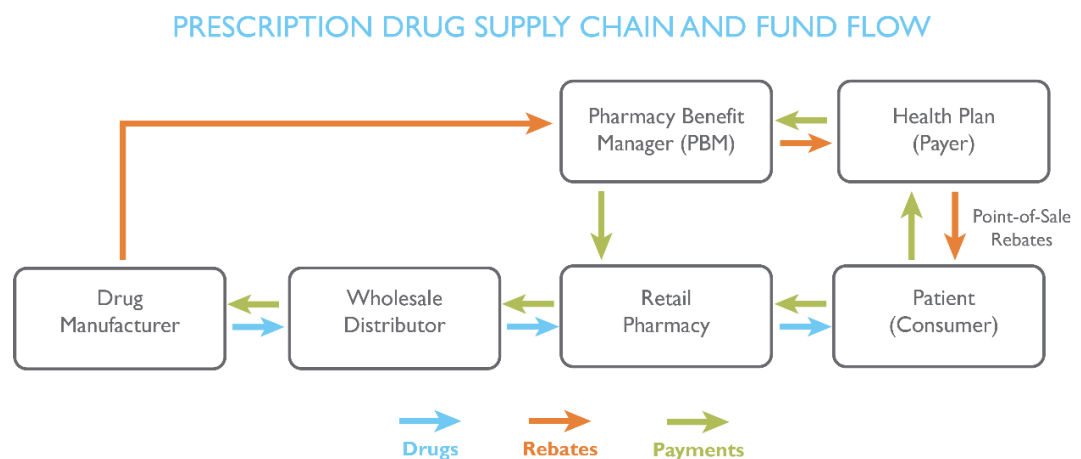 PRESCRIPTION DRUG SUPPLY CHAIN AND FUND FLOW
Pharmacy Benefit
Manager (PBM)
Health Plan
(Payer)
Point-of-Sale
Rebates
Drug
Manufacturer
Wholesale
Distributor
Retail
Pharmacy
Patient
(Consumer)
Drugs
Rebates
Payments